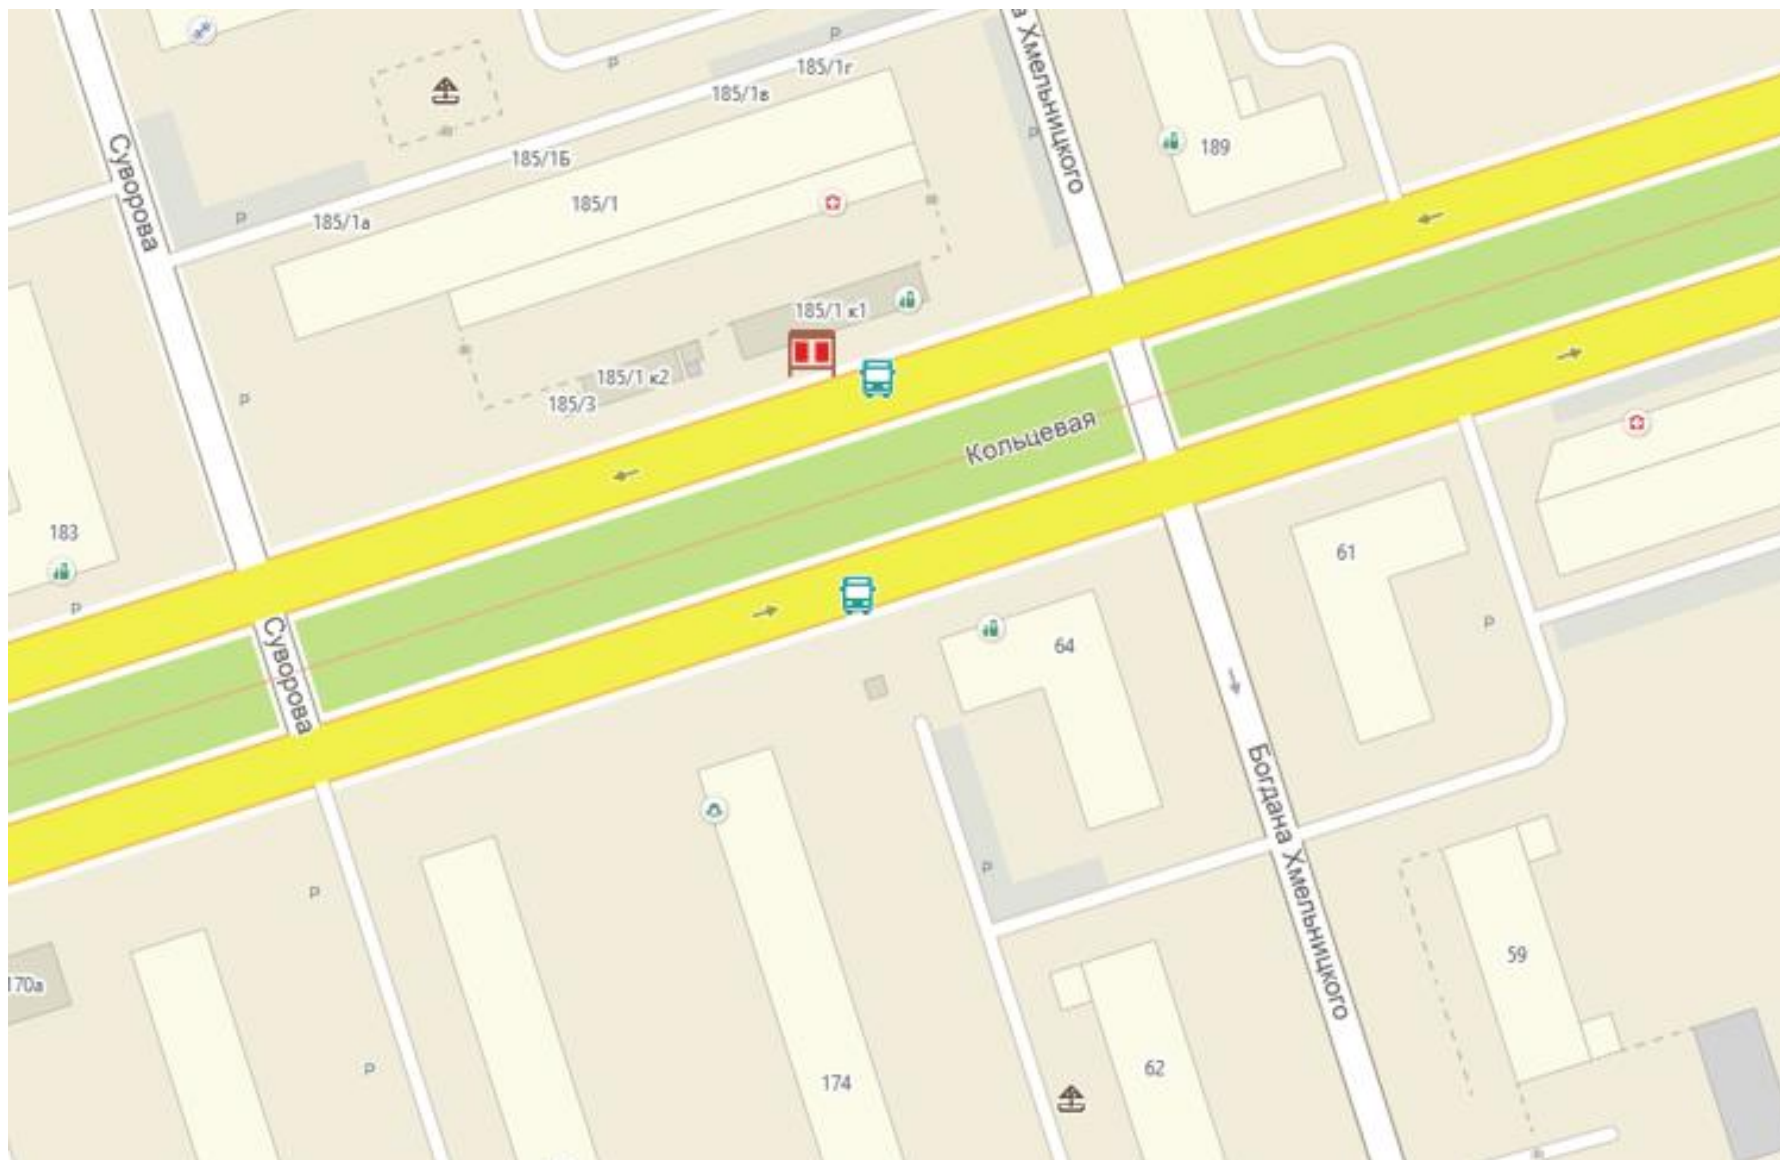 а Хмельницкого
Р
Р
185/1г
185/1в
Суворова
Р
189
185/1Б
185/1
185/1а
Р
185/1 к1
185/1 к2
185/3
Р
Кольцевая
183
61
Р
Р
Суворова
64
Богдана Хмельницкого
Р
Р
59
170а
Р
174
62